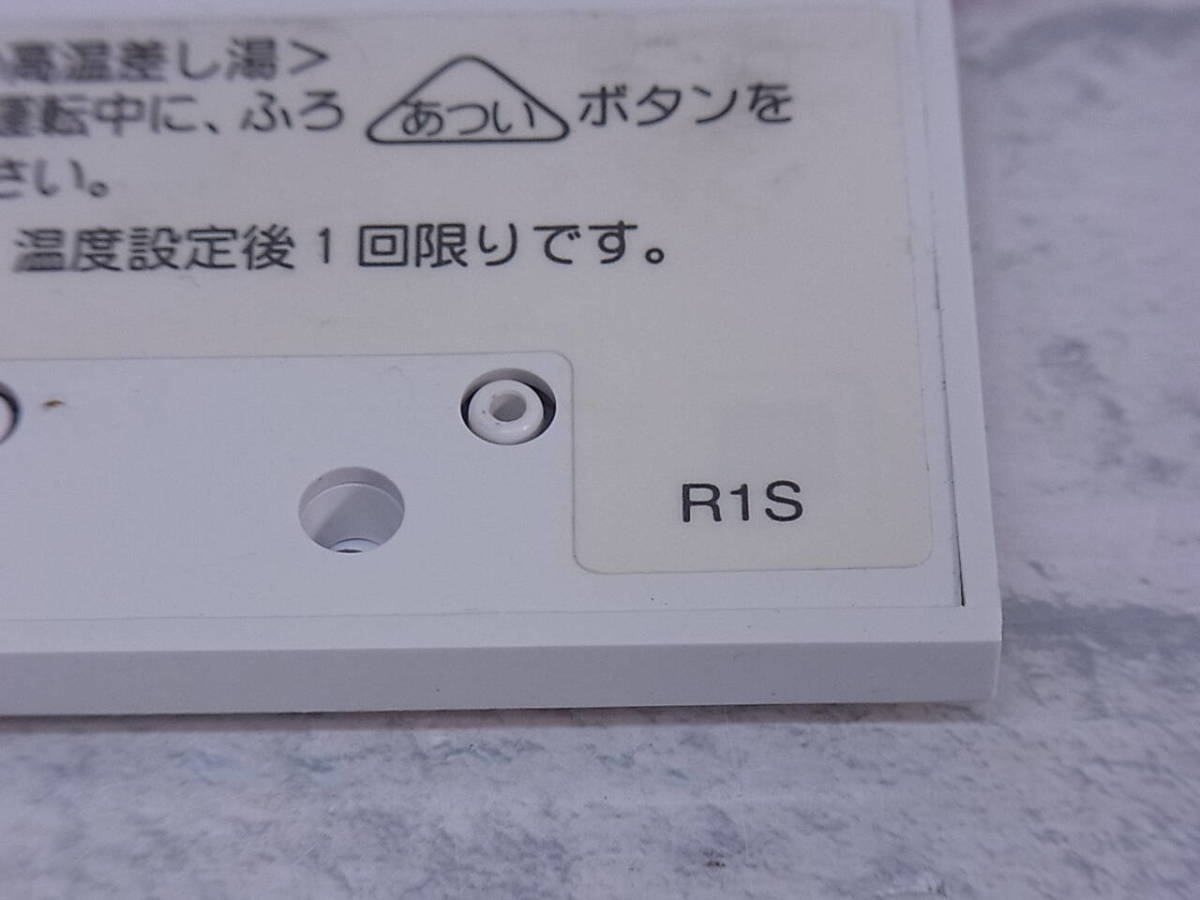 高温差し湯>
運転中に、ふろ あつい ボタンを
さい。
温度設定後1回限りです。
R1S